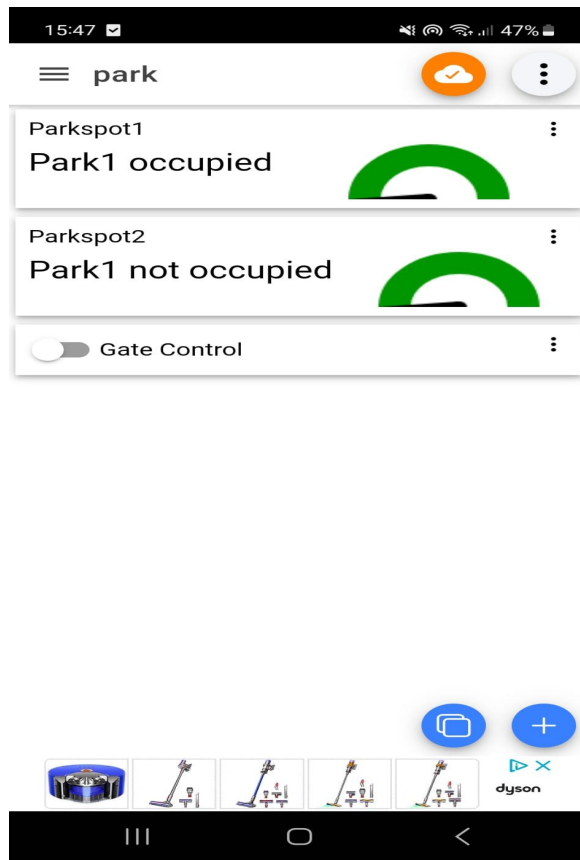 15:47 47%
park
Parkspot1
Park1 occupied
Parkspot2
Park1 not occupied
Gate Control
dyson